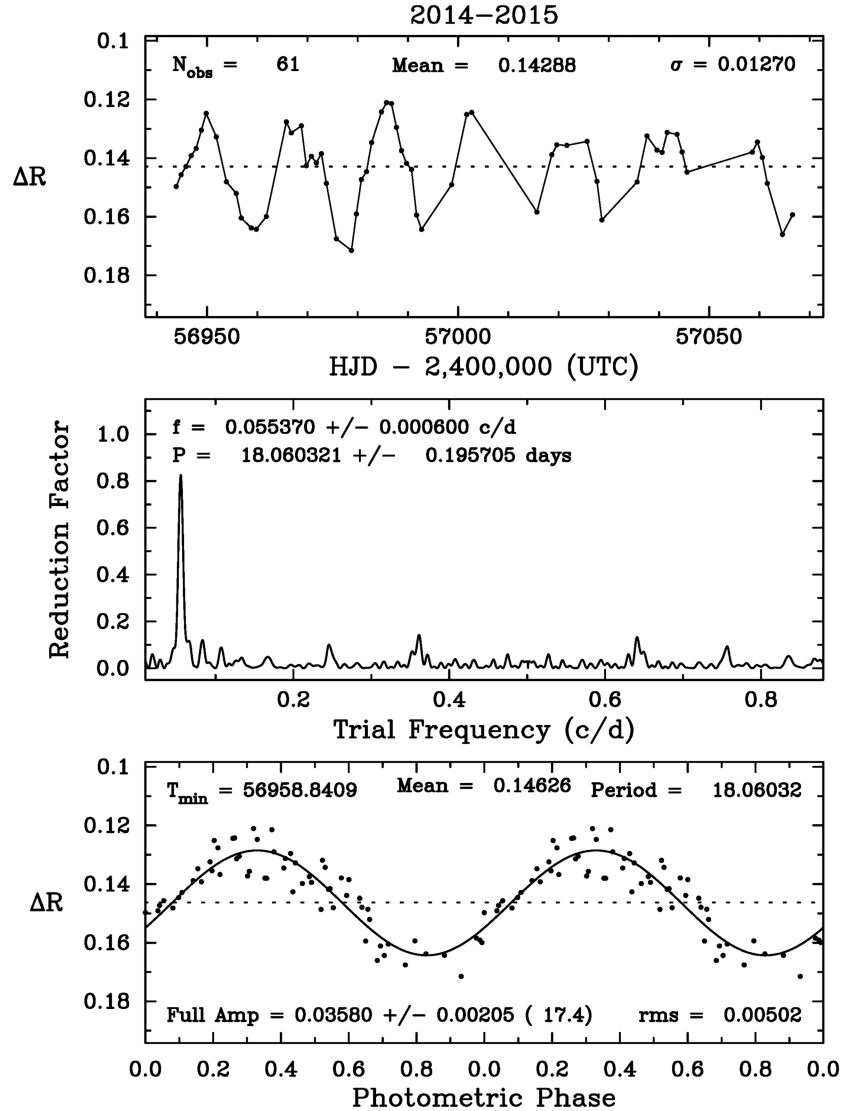 2014−2015
N_obs = 61 Mean = 0.14288 σ = 0.01270
0.1
0.12
0.14
0.16
0.18
ΔR
56950 57000 57050
HJD − 2,400,000 (UTC)
f = 0.055370 +/− 0.000600 c/d
P = 18.060321 +/− 0.195705 days
1.0
0.8
0.6
0.4
0.2
0.0
Reduction Factor
0.2 0.4 0.6 0.8
Trial Frequency (c/d)
T_min = 56958.8409 Mean = 0.14626 Period = 18.06032
0.1
0.12
0.14
0.16
0.18
ΔR
Full Amp = 0.03580 +/− 0.00205 ( 17.4) rms = 0.00502
0.0 0.2 0.4 0.6 0.8 0.0 0.2 0.4 0.6 0.8 0.0
Photometric Phase